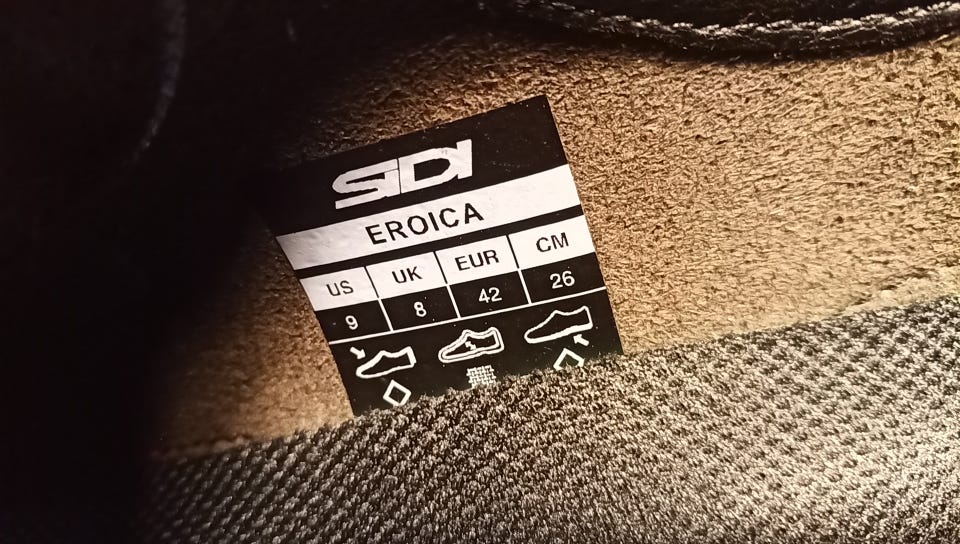 SIDI
EROICA
US UK EUR CM
9 8 42 26